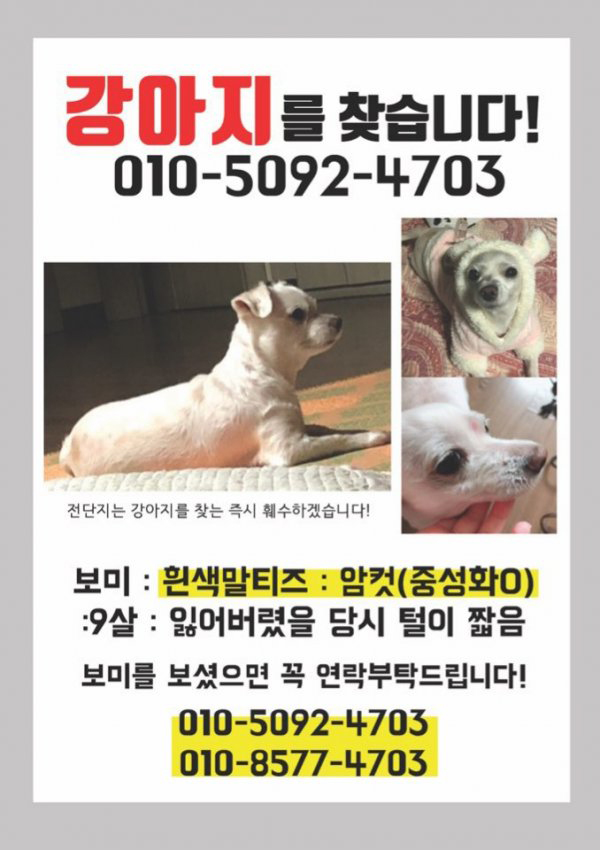 강아지를 찾습니다!
010-5092-4703
전단지는 강아지를 찾는 즉시 훼수하겠습니다!
보미 : 흰색말티즈 : 암컷(중성화O)
:9살 : 잃어버렸을 당시 털이 짧음
보미를 보셨으면 꼭 연락부탁드립니다!
010-5092-4703
010-8577-4703